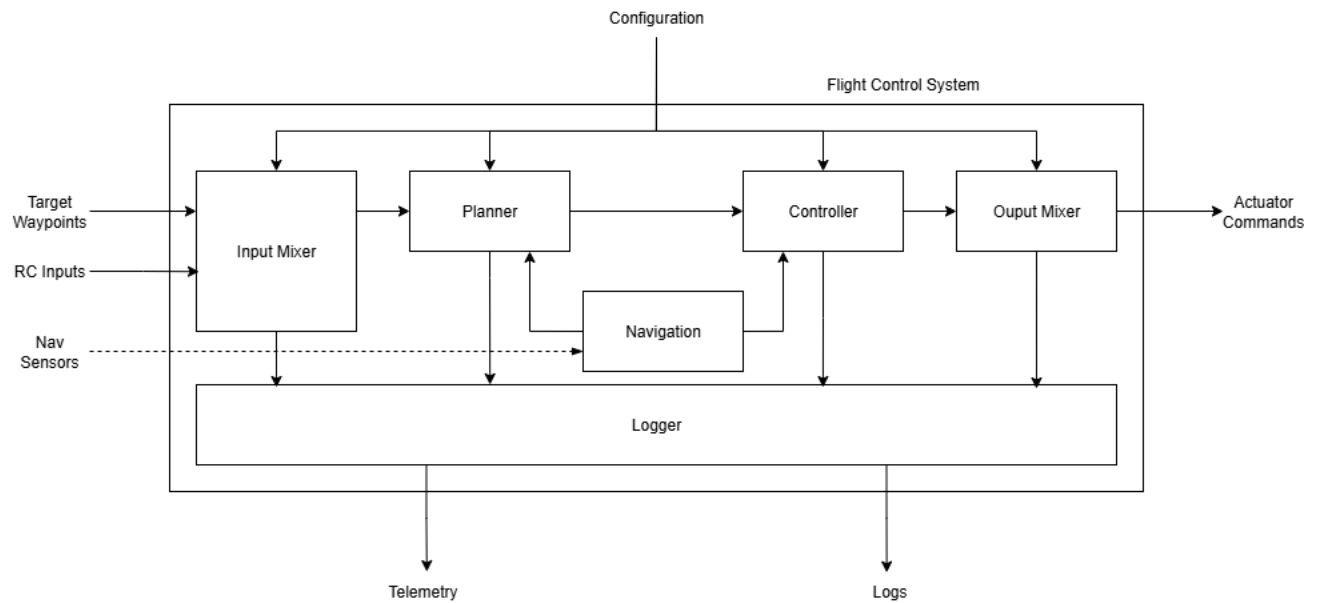 Configuration
Flight Control System
Target
Waypoints
RC Inputs
Nav
Sensors
Input Mixer
Planner
Controller
Ouput Mixer
Actuator
Commands
Navigation
Logger
Telemetry
Logs